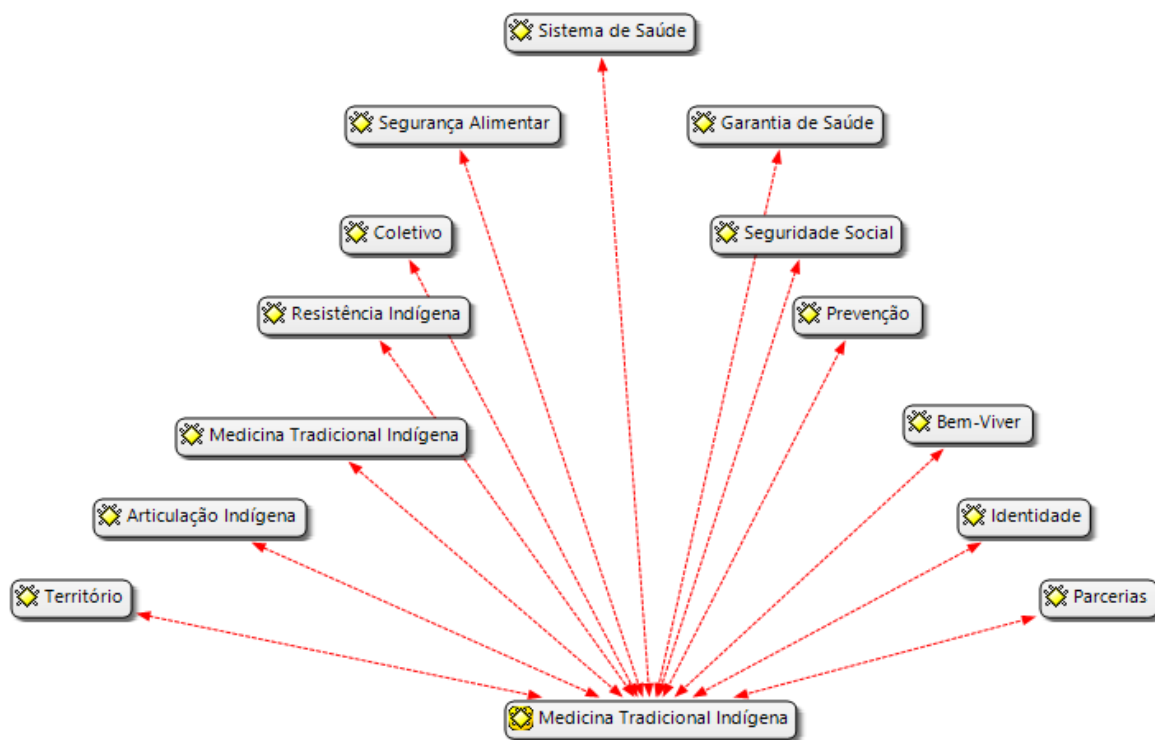 Sistema de Saúde
Segurança Alimentar
Garantia de Saúde
Coletivo
Seguridade Social
Resistência Indígena
Prevenção
Medicina Tradicional Indígena
Bem-Viver
Articulação Indígena
Identidade
Território
Parcerias
Medicina Tradicional Indígena